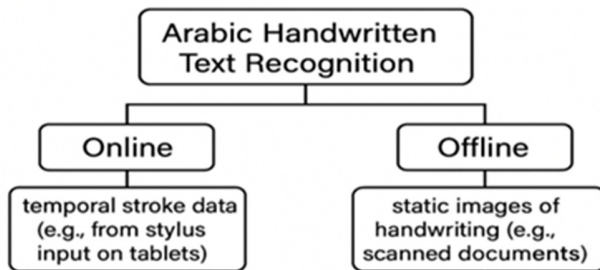 Arabic Handwritten
Text Recognition
Online
temporal stroke data
(e.g., from stylus
input on tablets)
Offline
static images of
handwriting (e.g.,
scanned documents)